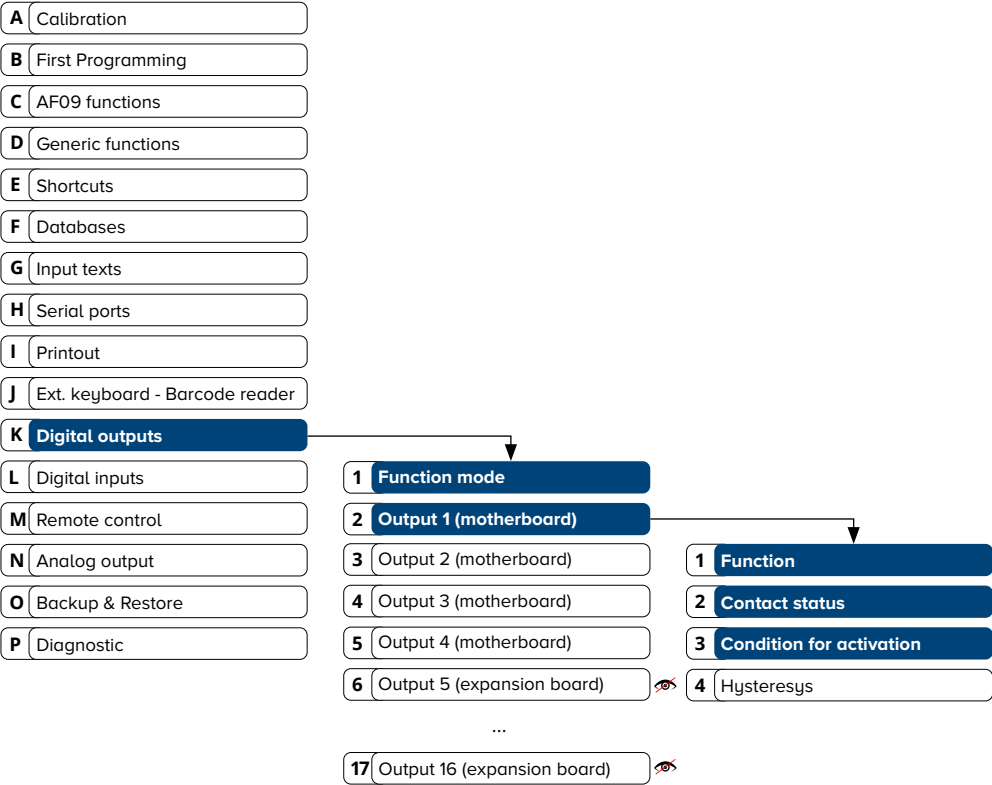 A Calibration
B First Programming
C AF09 functions
D Generic functions
E Shortcuts
F Databases
G Input texts
H Serial ports
I Printout
J Ext. keyboard - Barcode reader
K Digital outputs
L Digital inputs
M Remote control
N Analog output
O Backup & Restore
P Diagnostic
1 Function mode
2 Output 1 (motherboard)
3 Output 2 (motherboard)
4 Output 3 (motherboard)
5 Output 4 (motherboard)
6 Output 5 (expansion board)
...
17 Output 16 (expansion board)
1 Function
2 Contact status
3 Condition for activation
4 Hysteresys